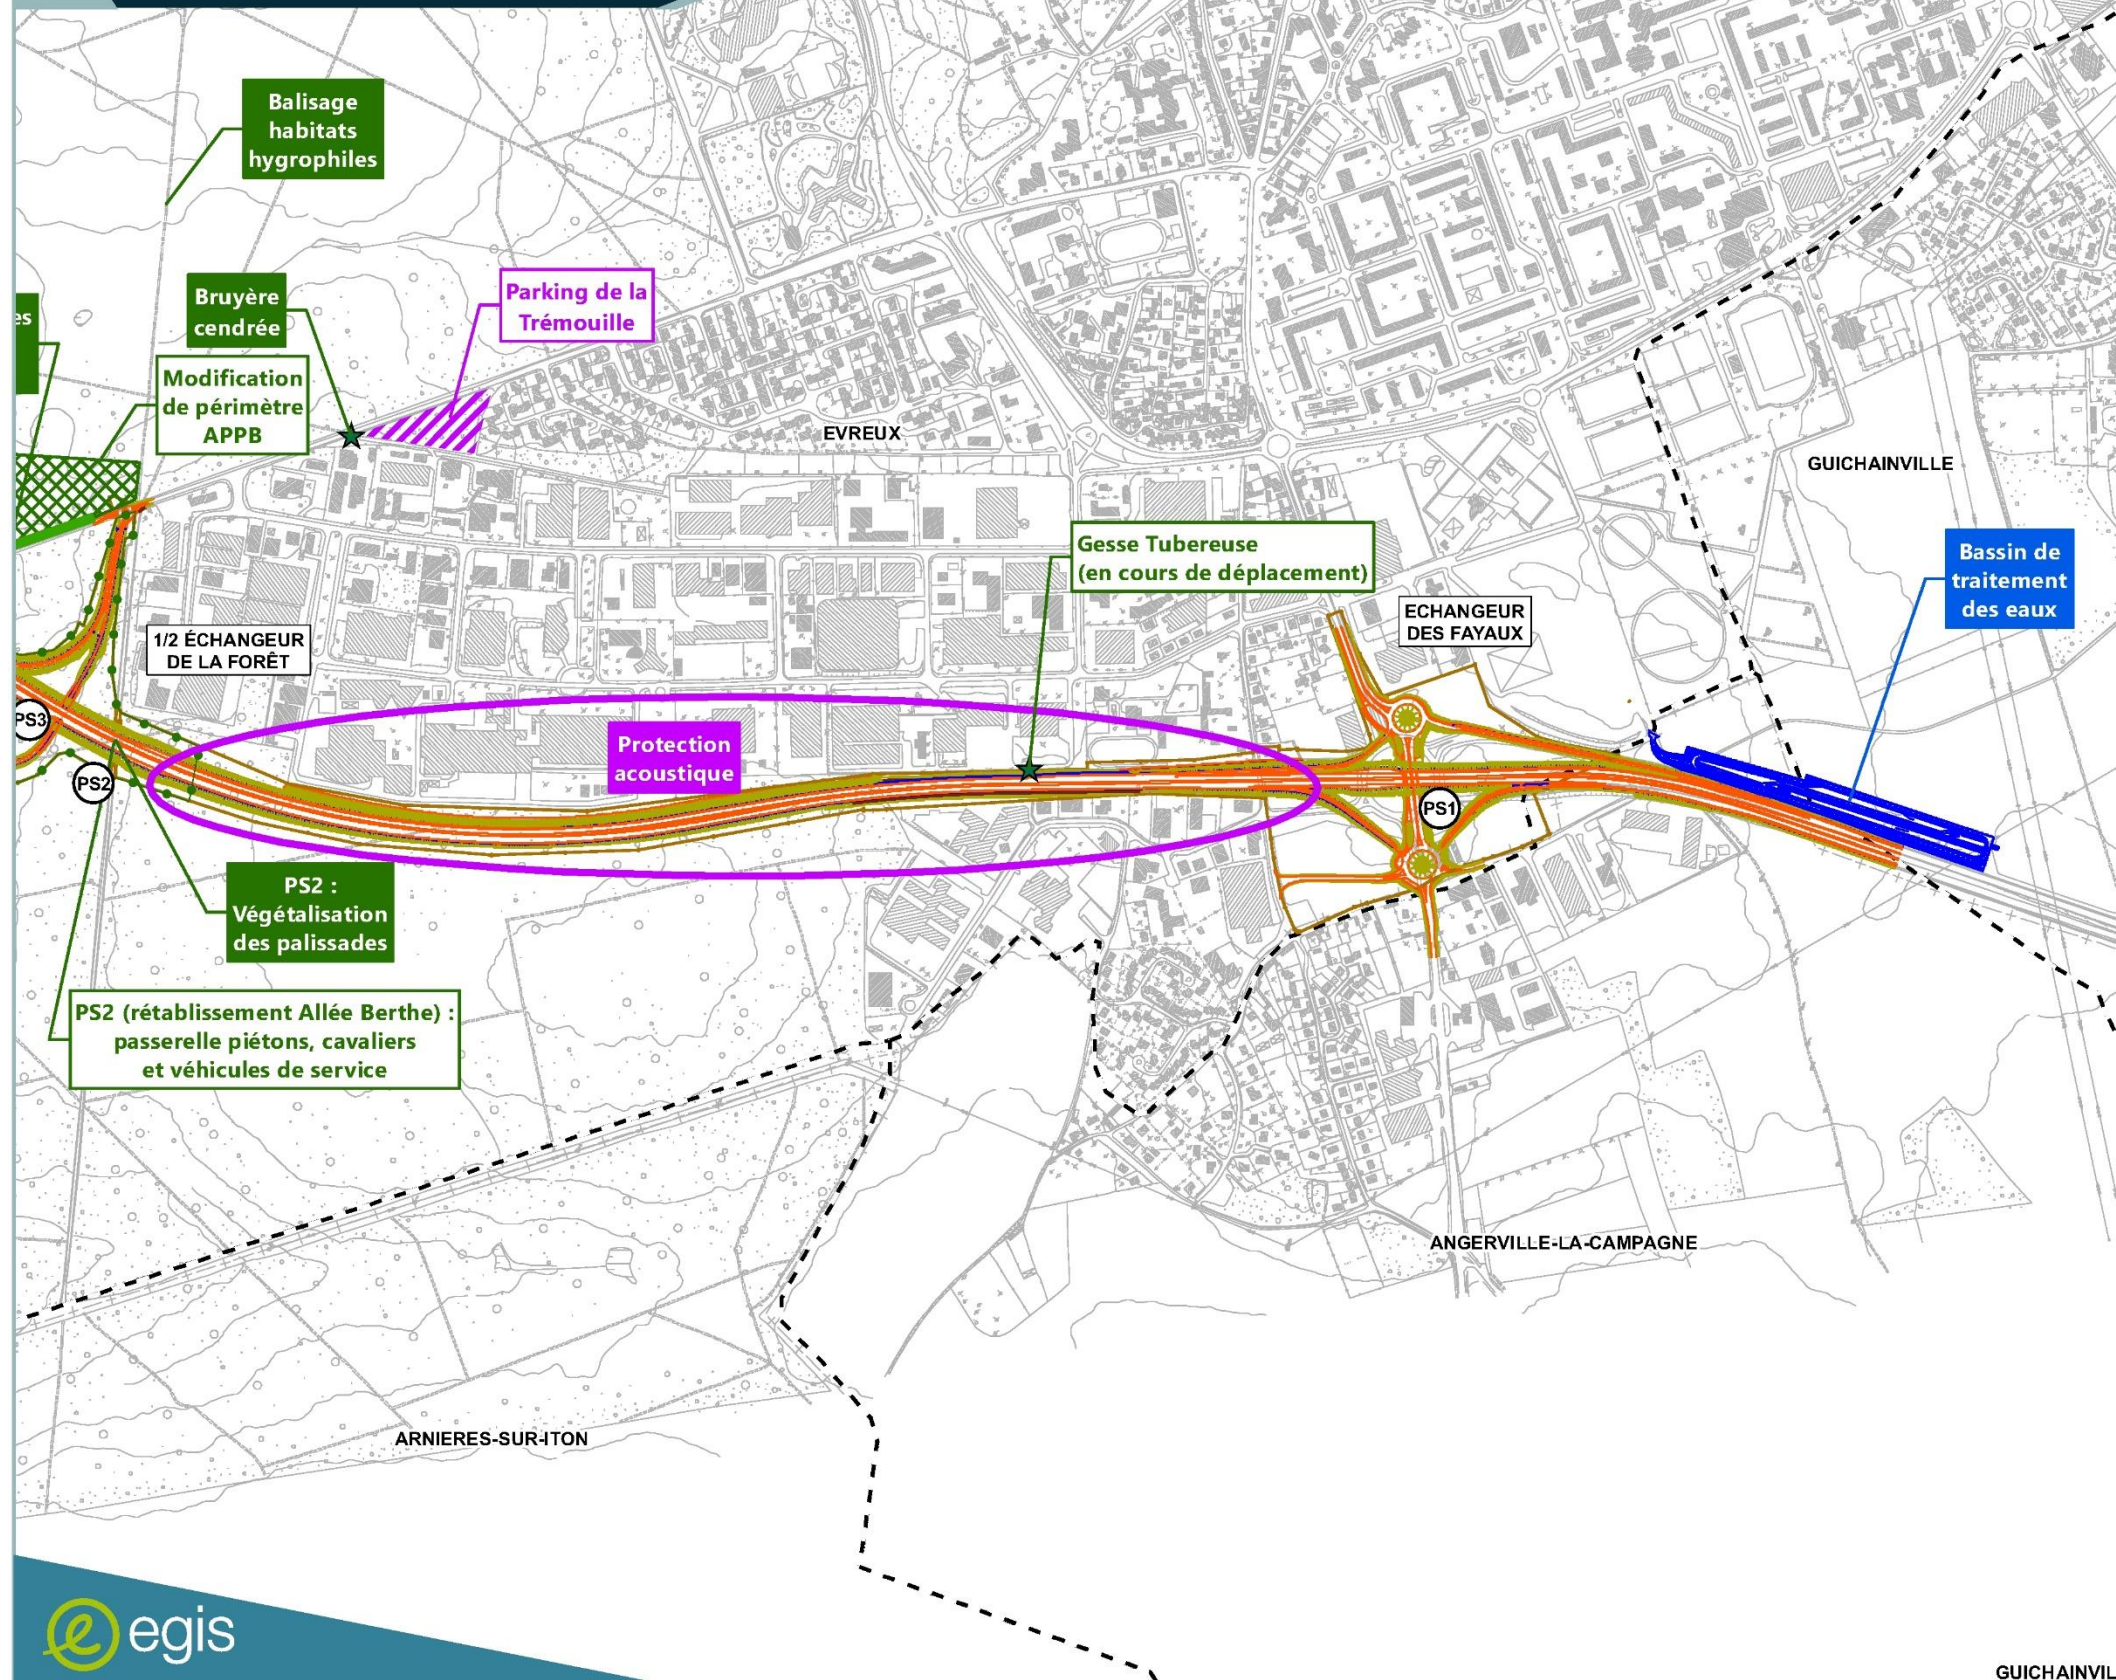 Balisage
habitats
hygrophiles
Bruyère
cendrée
Parking de la
Trémouille
es
Modification
de périmètre
APPB
EVREUX
GUICHAINVILLE
Gesse Tubereuse
(en cours de déplacement)
Bassin de
traitement
des eaux
ECHANGEUR
DES FAYAUX
1/2 ÉCHANGEUR
DE LA FORÊT
PS3
Protection
acoustique
PS2
PS1
PS2 :
Végétalisation
des palissades
PS2 (rétablissement Allée Berthe) :
passerelle piétons, cavaliers
et véhicules de service
ANGERVILLE-LA-CAMPAGNE
ARNIERES-SUR-ITON
egis
GUICHAINVIL